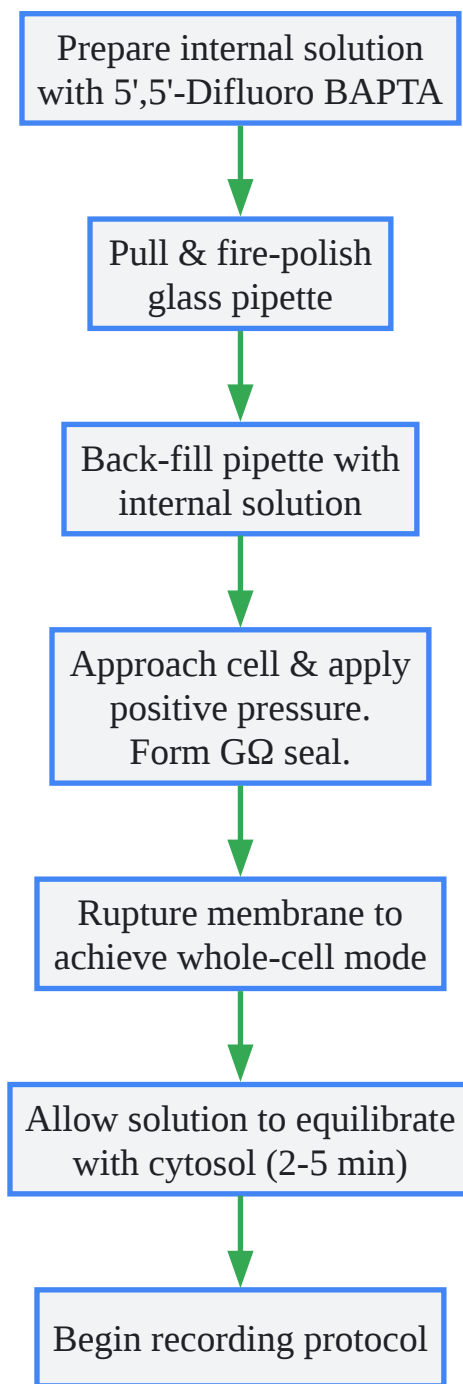 Prepare internal solution
with 5',5'-Difluoro BAPTA
Pull & fire-polish
glass pipette
Back-fill pipette with
internal solution
Approach cell & apply
positive pressure.
Form GΩ seal.
Rupture membrane to
achieve whole-cell mode
Allow solution to equilibrate
with cytosol (2-5 min)
Begin recording protocol